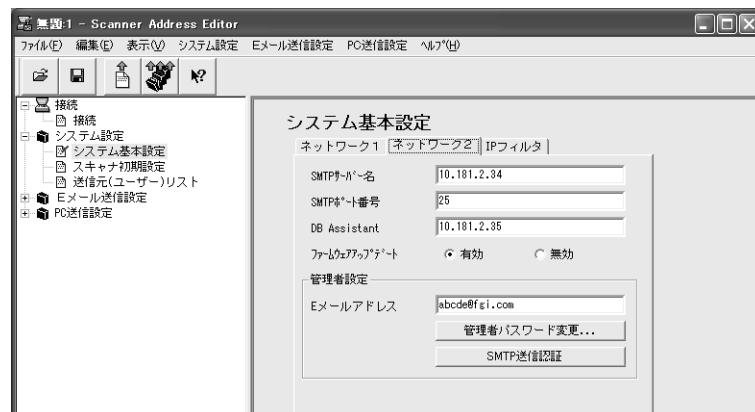 無題:1 - Scanner Address Editor
ファイル(F) 編集(E) 表示(V) システム設定 Eメール送信設定 PC送信設定 ヘルプ(H)
接続
接続
システム設定
システム基本設定
スキャナ初期設定
送信元(ユーザー)リスト
Eメール送信設定
PC送信設定
システム基本設定
ネットワーク1 ネットワーク2 IPフィルタ
SMTPサーバー名 10.181.2.34
SMTPポート番号 25
DB Assistant 10.181.2.35
ファームウェアアップデート 有効 無効
管理者設定
Eメールアドレス abcde@fgi.com
管理者パスワード変更...
SMTP送信認証